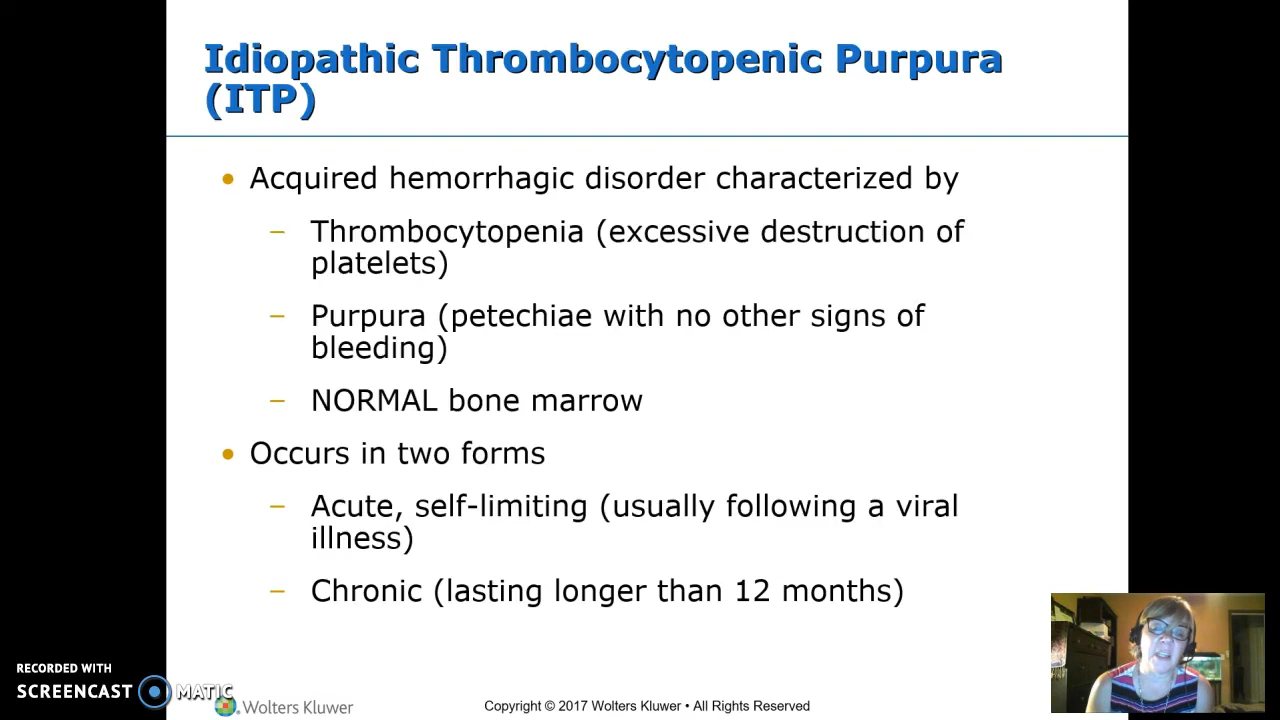 Idiopathic Thrombocytopenic Purpura
(ITP)
• Acquired hemorrhagic disorder characterized by
– Thrombocytopenia (excessive destruction of
platelets)
– Purpura (petechiae with no other signs of
bleeding)
– NORMAL bone marrow
• Occurs in two forms
– Acute, self-limiting (usually following a viral
illness)
– Chronic (lasting longer than 12 months)
RECORDED WITH
SCREENCAST MATIC
Wolters Kluwer
Copyright © 2017 Wolters Kluwer • All Rights Reserved